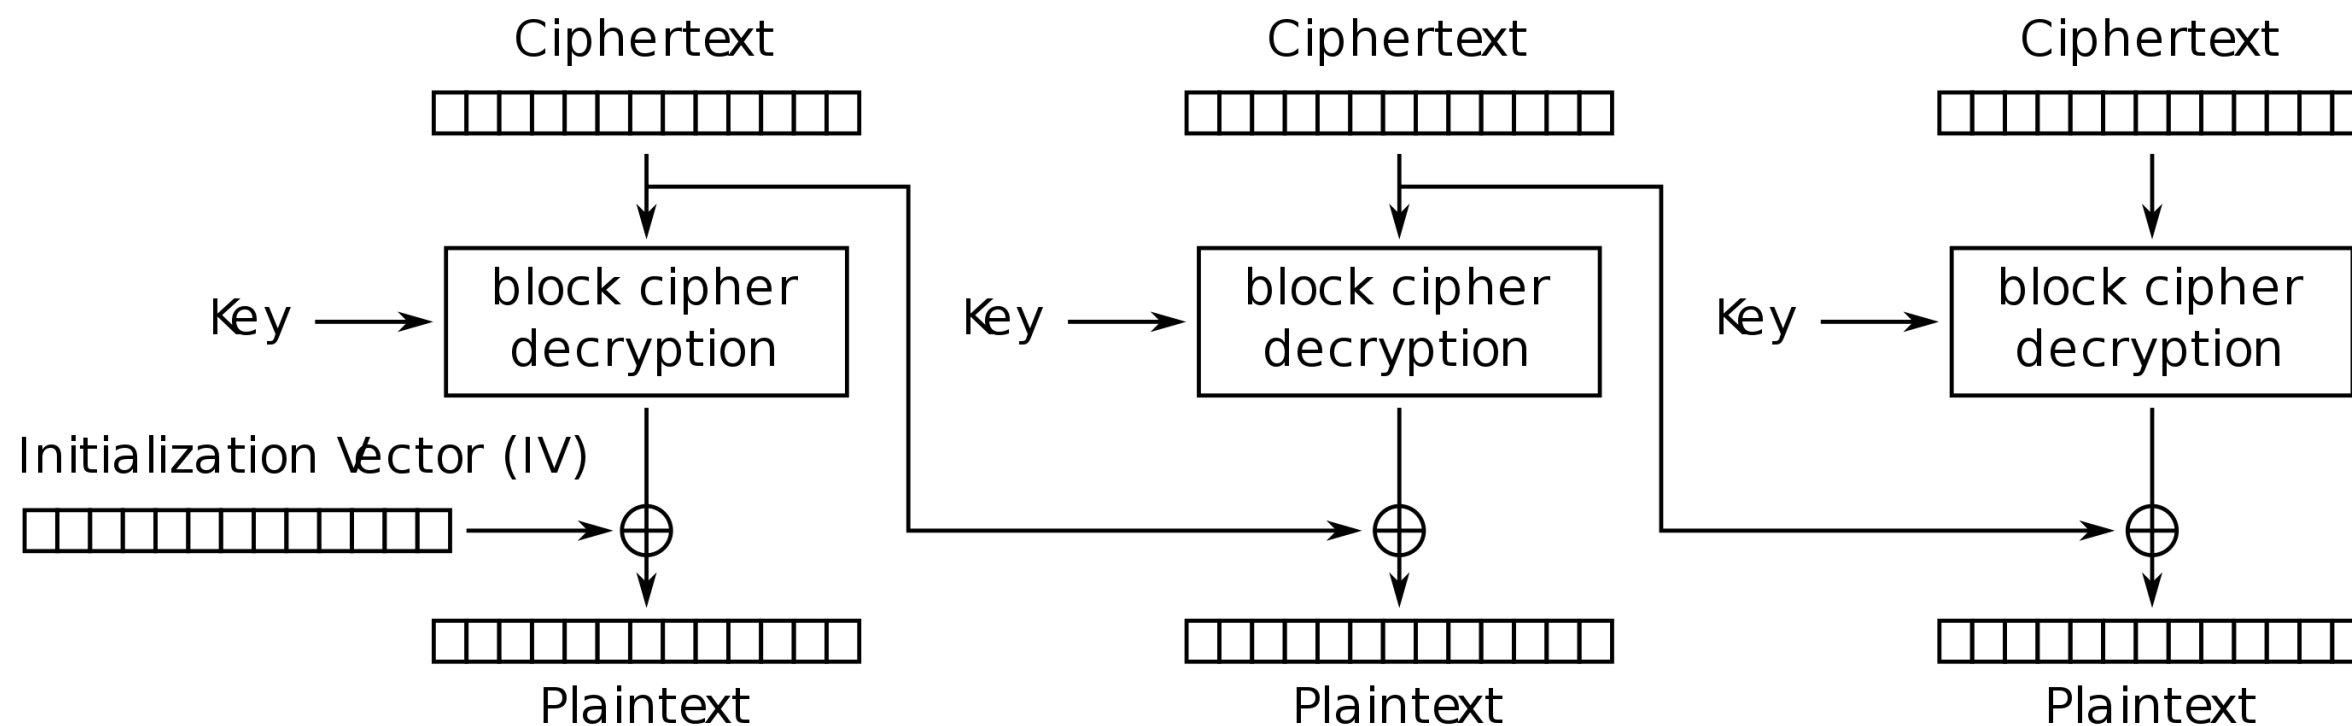 Ciphertext
Ciphertext
Ciphertext
Key
block cipher
decryption
Key
block cipher
decryption
Key
block cipher
decryption
Initialization Vector (IV)
Plaintext
Plaintext
Plaintext